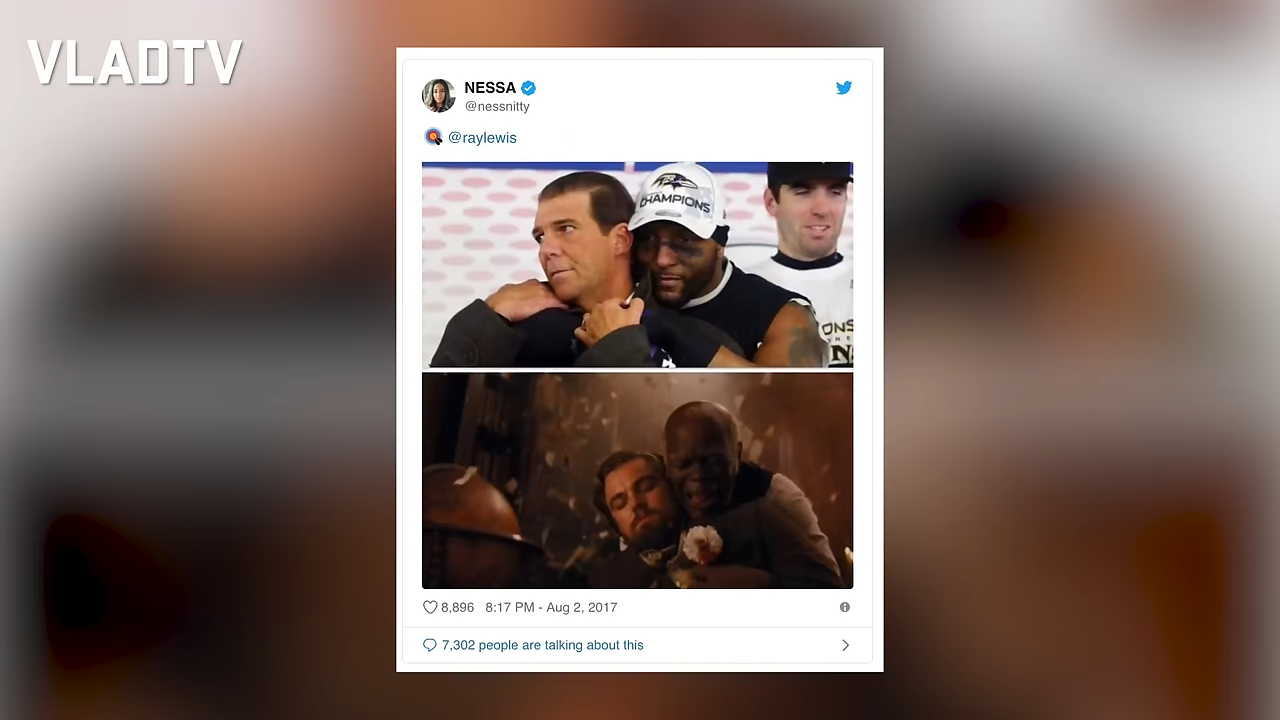 VLADTV
NESSA
@nessnitty
@raylewis
CHAMPIONS
ONS
N
8,896 8:17 PM - Aug 2, 2017
7,302 people are talking about this